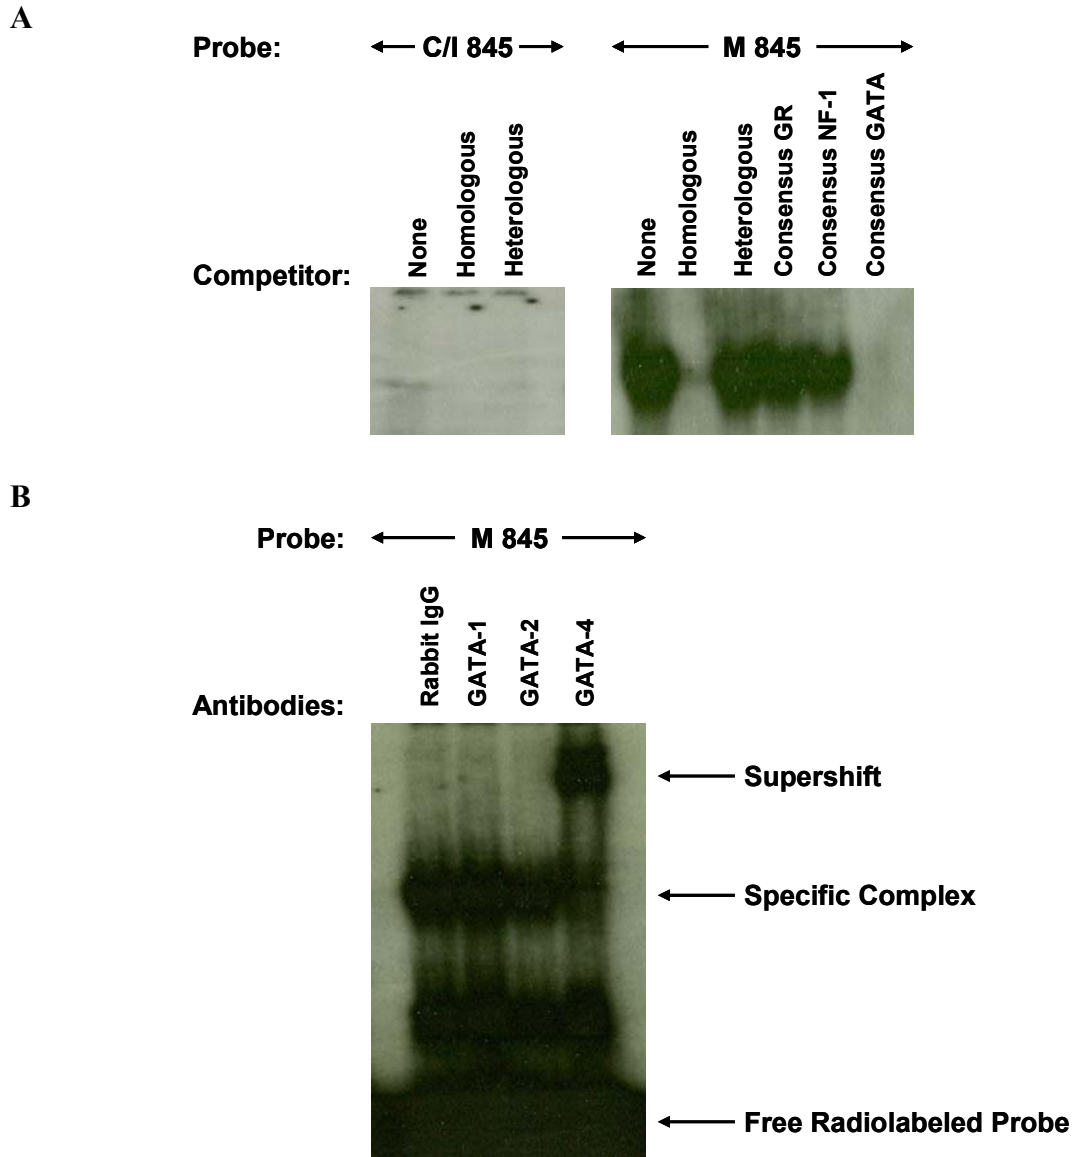 A
Probe: C/I 845 M 845
Competitor: None Homologous Heterologous None Homologous Heterologous Consensus GR Consensus NF-1 Consensus GATA
B
Probe: M 845
Antibodies: Rabbit IgG GATA-1 GATA-2 GATA-4
Supershift
Specific Complex
Free Radiolabeled Probe